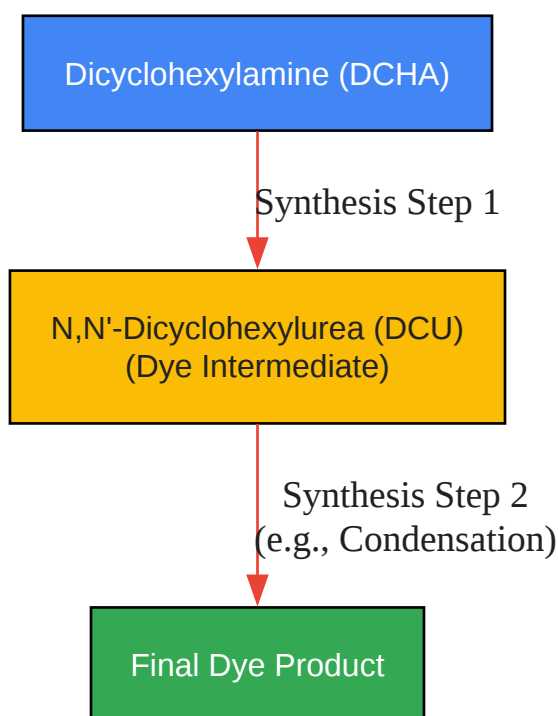 Dicyclohexylamine (DCHA)
Synthesis Step 1
N,N'-Dicyclohexylurea (DCU)
(Dye Intermediate)
Synthesis Step 2
(e.g., Condensation)
Final Dye Product